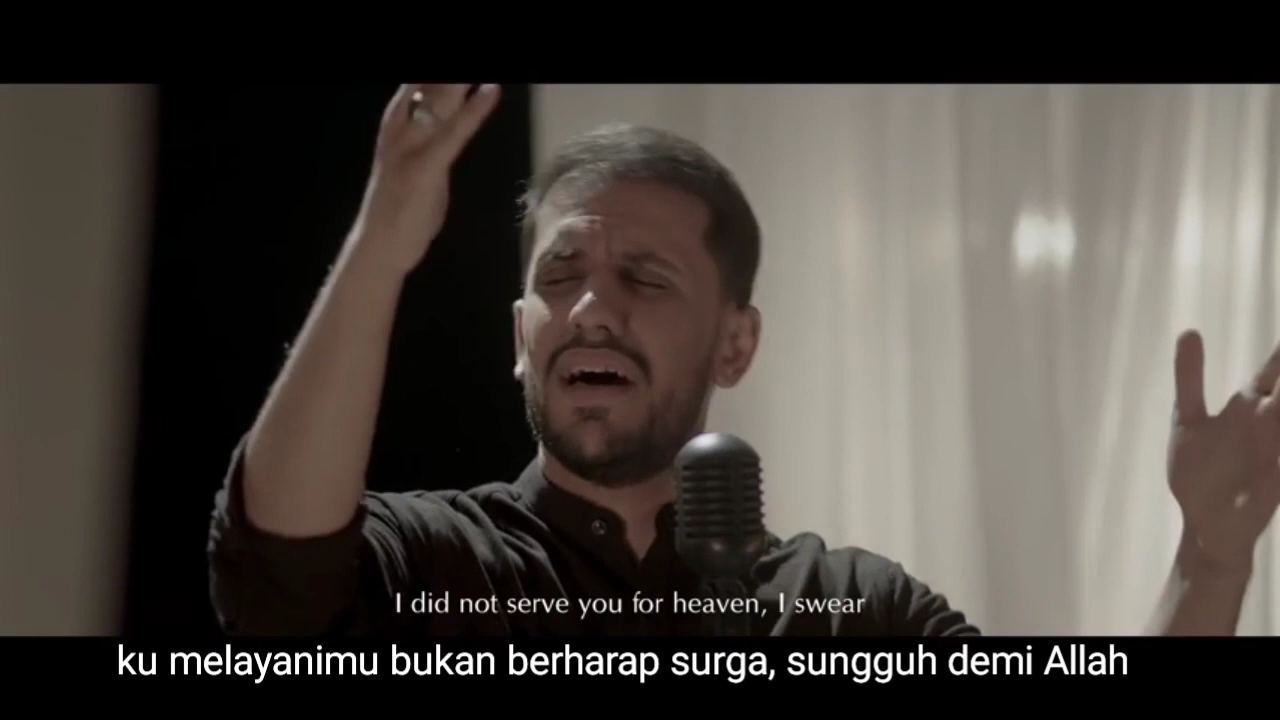 I did not serve you for heaven, I swear
ku melayanimu bukan berharap surga, sungguh demi Allah